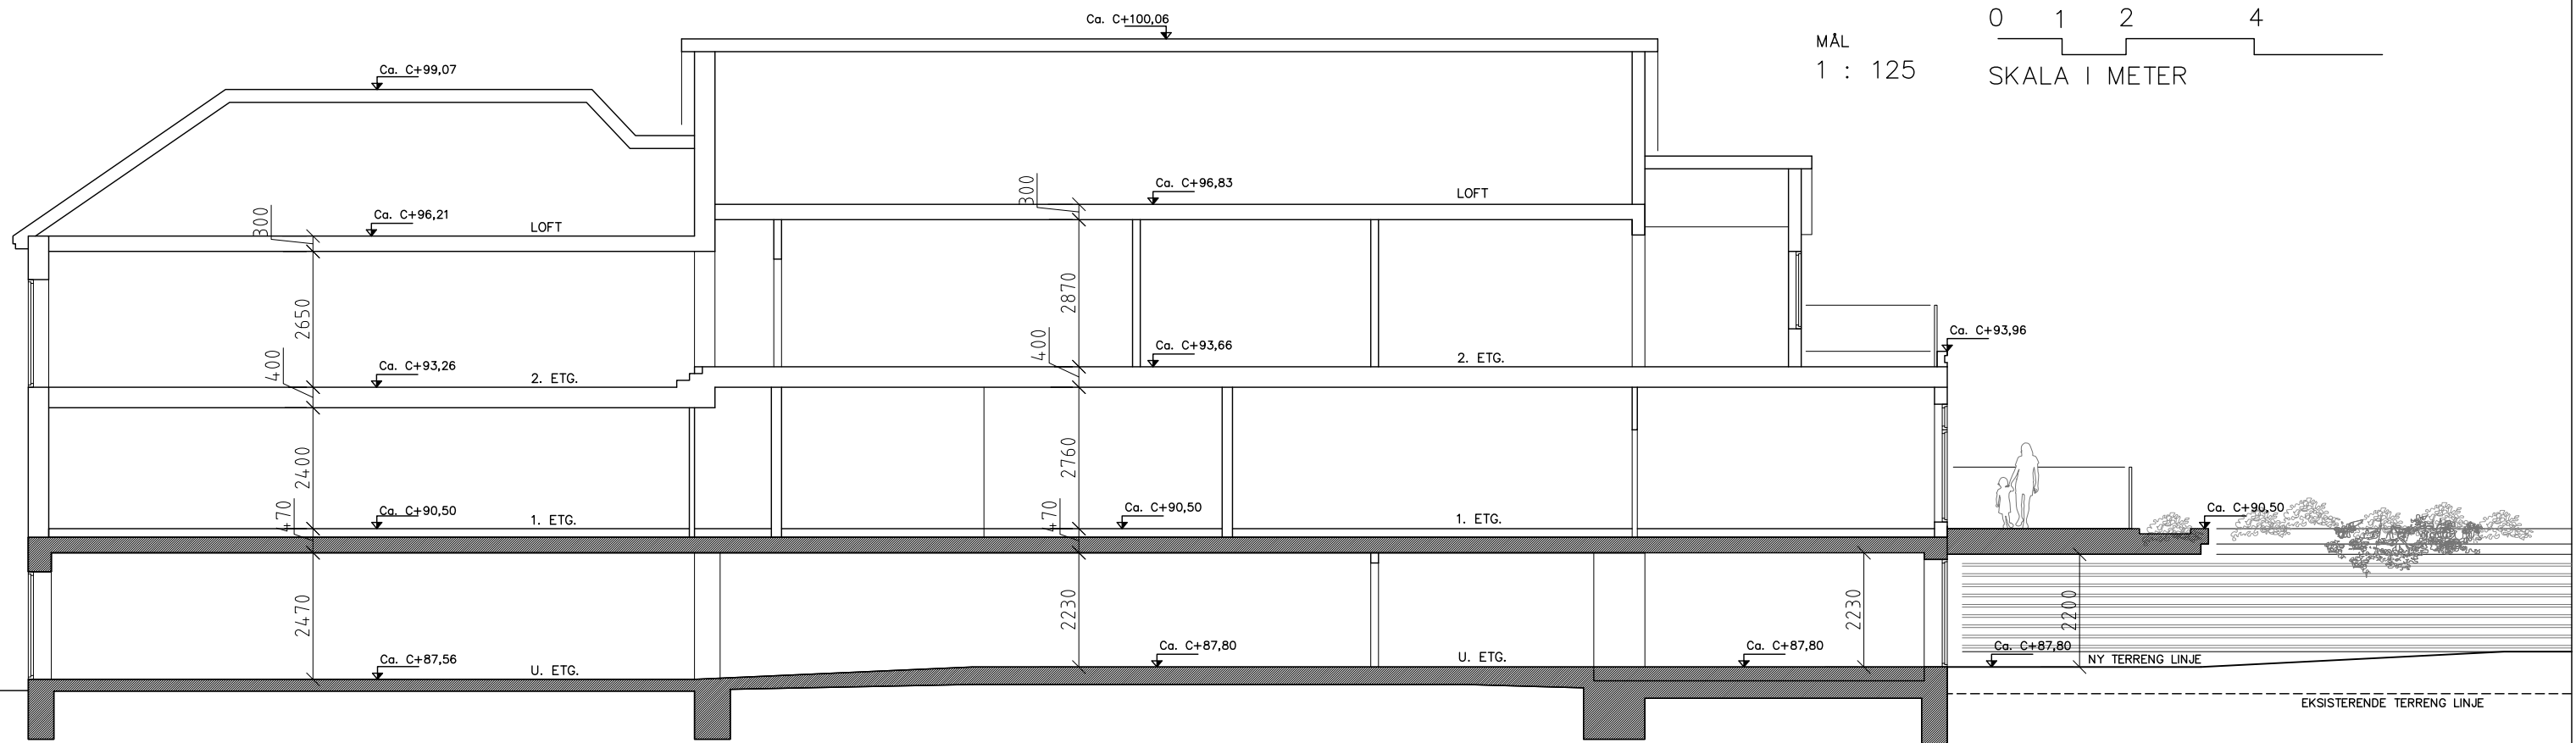 Ca. C+100,06
0 1 2 4
MÅL
1 : 125
SKALA I METER
Ca. C+99,07
Ca. C+96,83
300
LOFT
Ca. C+96,21
300
LOFT
2650
2870
Ca. C+93,96
400
Ca. C+93,66
2. ETG.
400
Ca. C+93,26
2. ETG.
2400
2760
470
Ca. C+90,50
1. ETG.
470
Ca. C+90,50
1. ETG.
Ca. C+90,50
2470
2230
2230
2200
Ca. C+87,56
U. ETG.
Ca. C+87,80
U. ETG.
Ca. C+87,80
Ca. C+87,80
NY TERRENG LINJE
EKSISTERENDE TERRENG LINJE